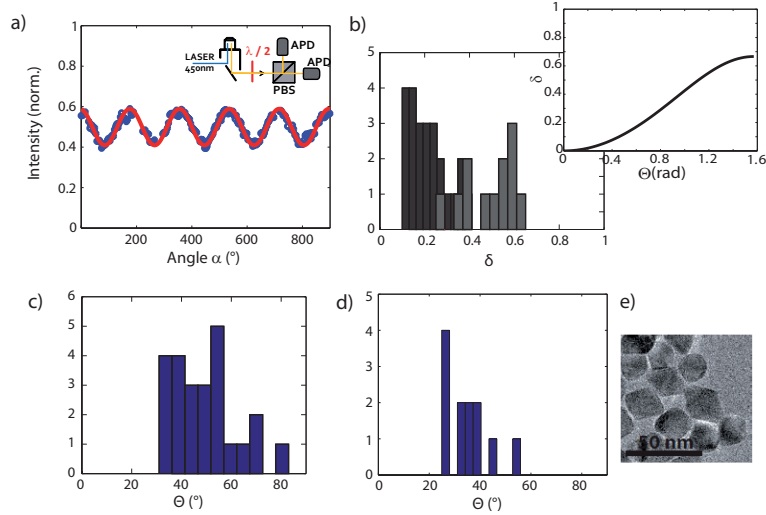 a)
Intensity (norm.)
1
0.8
0.6
0.4
0.2
0
200 400 600 800
Angle α (°)
LASER
450nm
λ / 2
APD
APD
PBS
b)
5
4
3
2
1
0
0 0.2 0.4 0.6 0.8 1
δ
1
0.8
0.6
0.4
0.2
0
δ
0 0.4 0.8 1.2 1.6
Θ(rad)
c)
6
5
4
3
2
1
0
0 20 40 60 80
Θ (°)
d)
5
4
3
2
1
0
0 20 40 60 80
Θ (°)
e)
50 nm